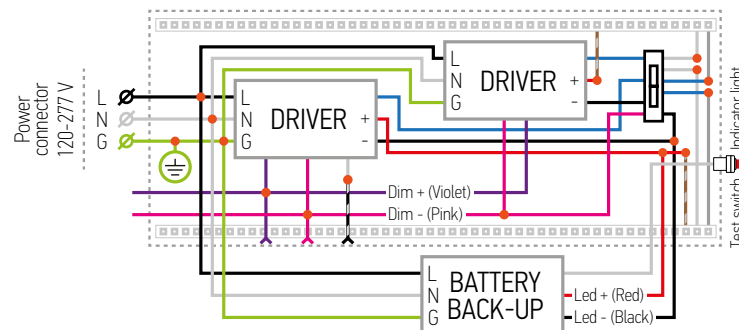 Power
connector
120-277 V
L
N
G
L
N
G
DRIVER
+
-
L
N
G
DRIVER
+
-
Dim + (Violet)
Dim - (Pink)
L
N
G
BATTERY
BACK-UP
Led + (Red)
Led - (Black)
Test switch
Indicator light